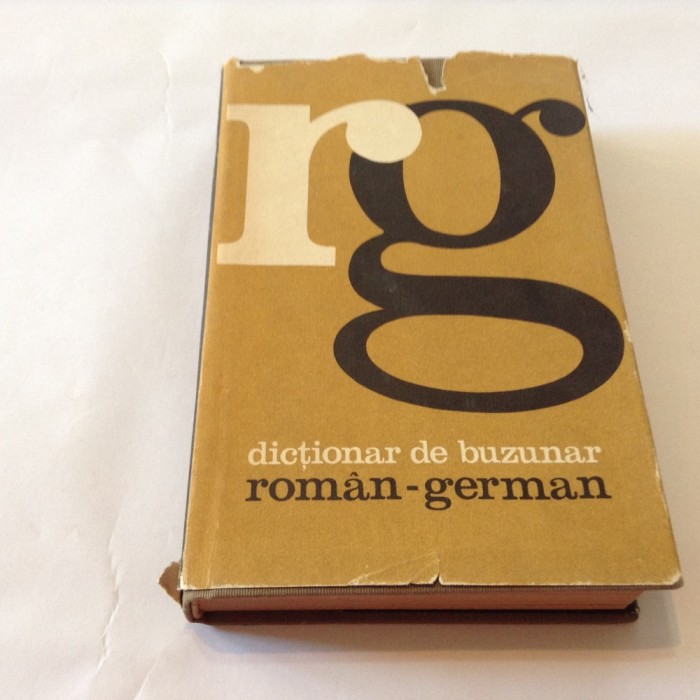 rg
dicționar de buzunar
român-german